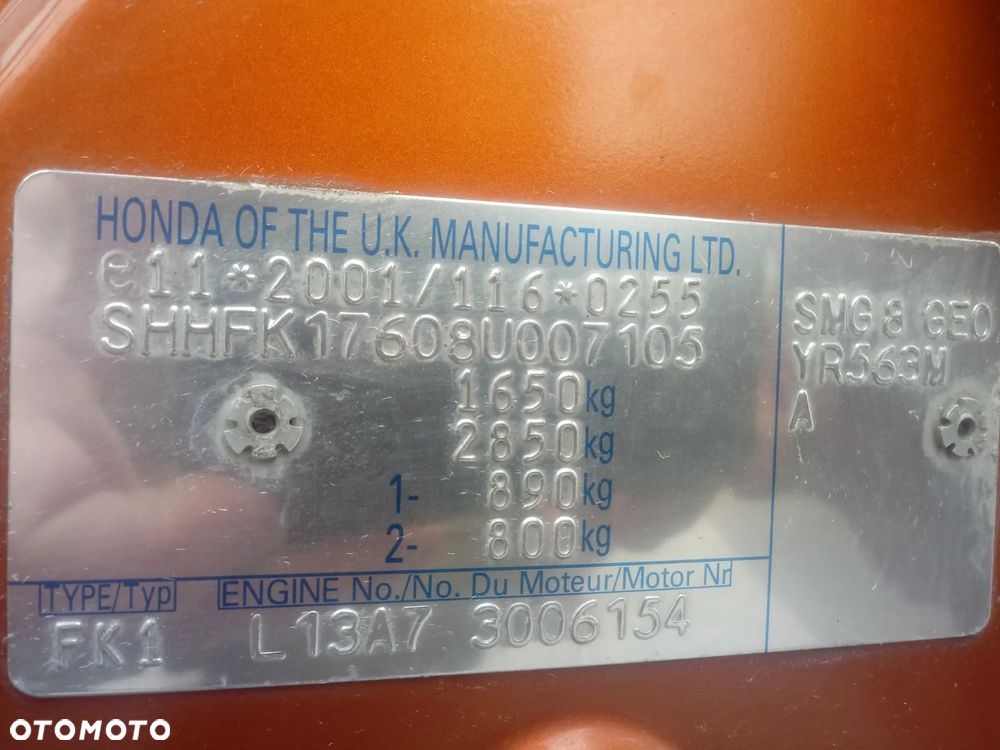 HONDA OF THE U.K. MANUFACTURING LTD.
e11*2001/116*0255
SHHFK17608U007105
1650kg
2850kg
1- 890kg
2- 800kg
TYPE/Typ ENGINE No./No. Du Moteur/Motor Nr
FK1 L13A7 3006154
SMG 8 GEO
YR563M
A
OTOMOTO